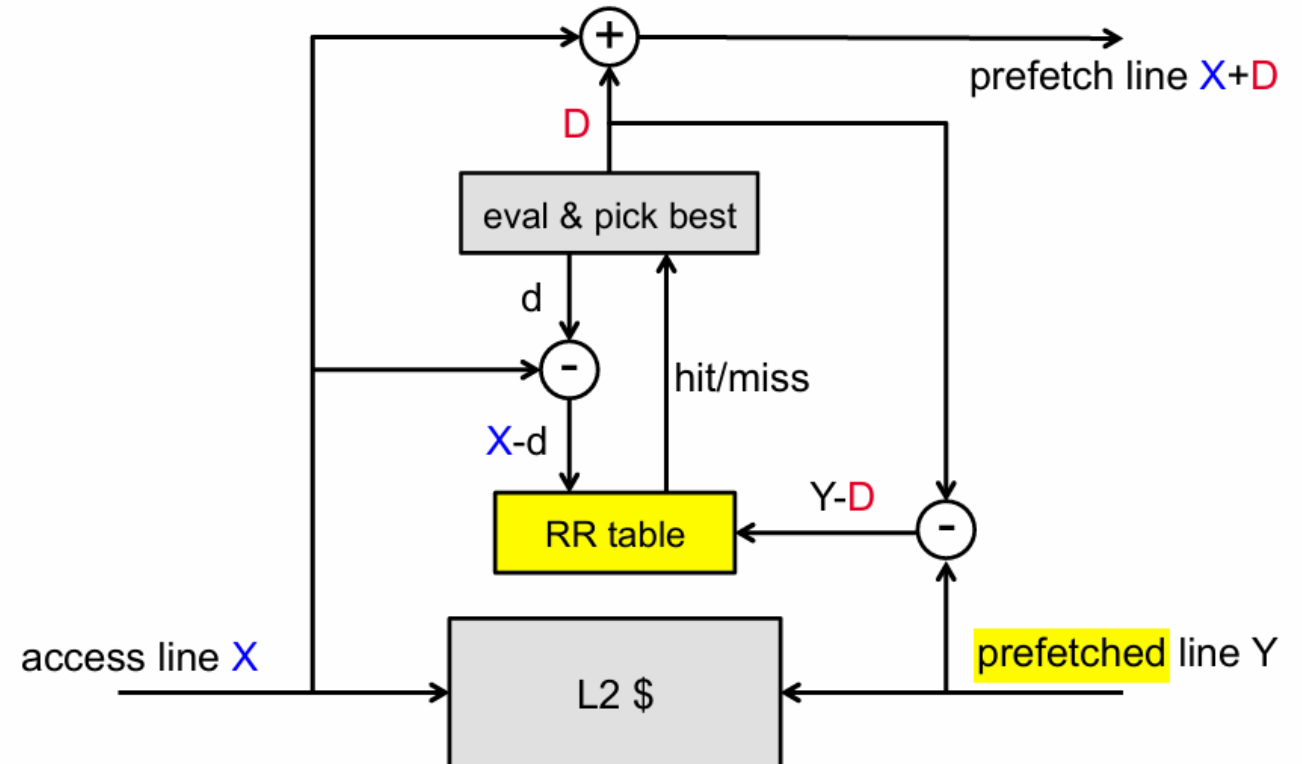 +
prefetch line X+D
D
eval & pick best
d
-
hit/miss
X-d
Y-D
RR table
-
access line X
prefetched line Y
L2 $